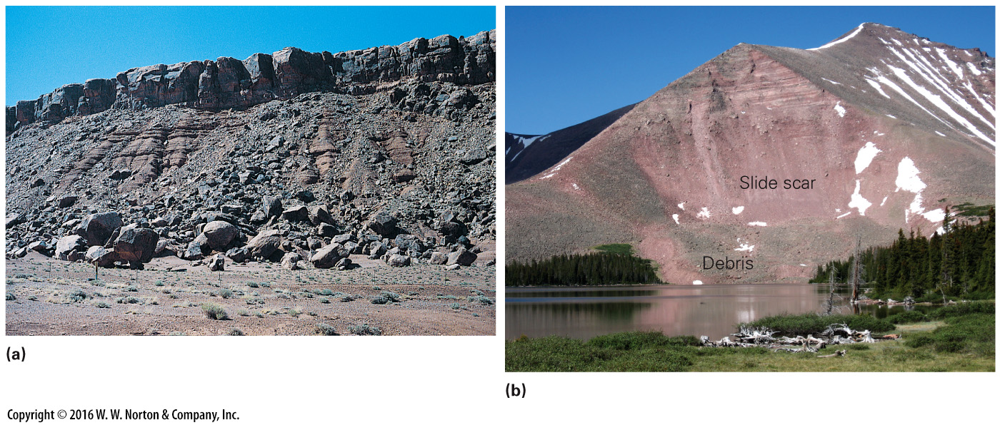 Slide scar
Debris
(a)
(b)
Copyright © 2016 W. W. Norton & Company, Inc.